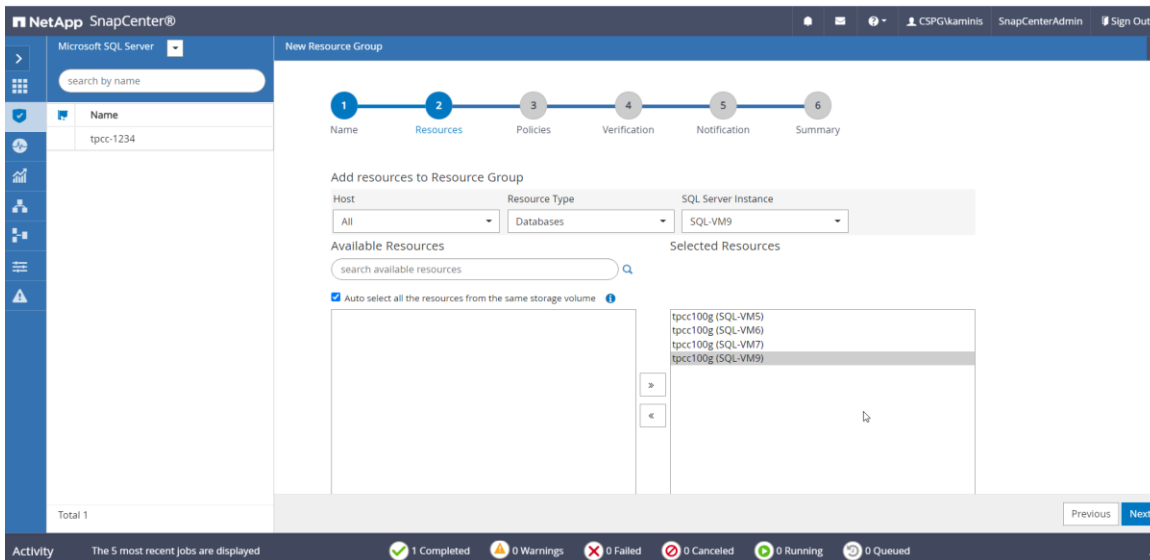 NetApp SnapCenter®
CSPG\kaminis SnapCenterAdmin Sign Out
Microsoft SQL Server
New Resource Group
search by name
Name
tpcc-1234
1 2 3 4 5 6
Name Resources Policies Verification Notification Summary
Add resources to Resource Group
Host Resource Type SQL Server Instance
All Databases SQL-VM9
Available Resources Selected Resources
search available resources
Auto select all the resources from the same storage volume
tpcc100g (SQL-VM5)
tpcc100g (SQL-VM6)
tpcc100g (SQL-VM7)
tpcc100g (SQL-VM9)
» 
«
Total 1
Previous Next
Activity The 5 most recent jobs are displayed 1 Completed 0 Warnings 0 Failed 0 Canceled 0 Running 0 Queued